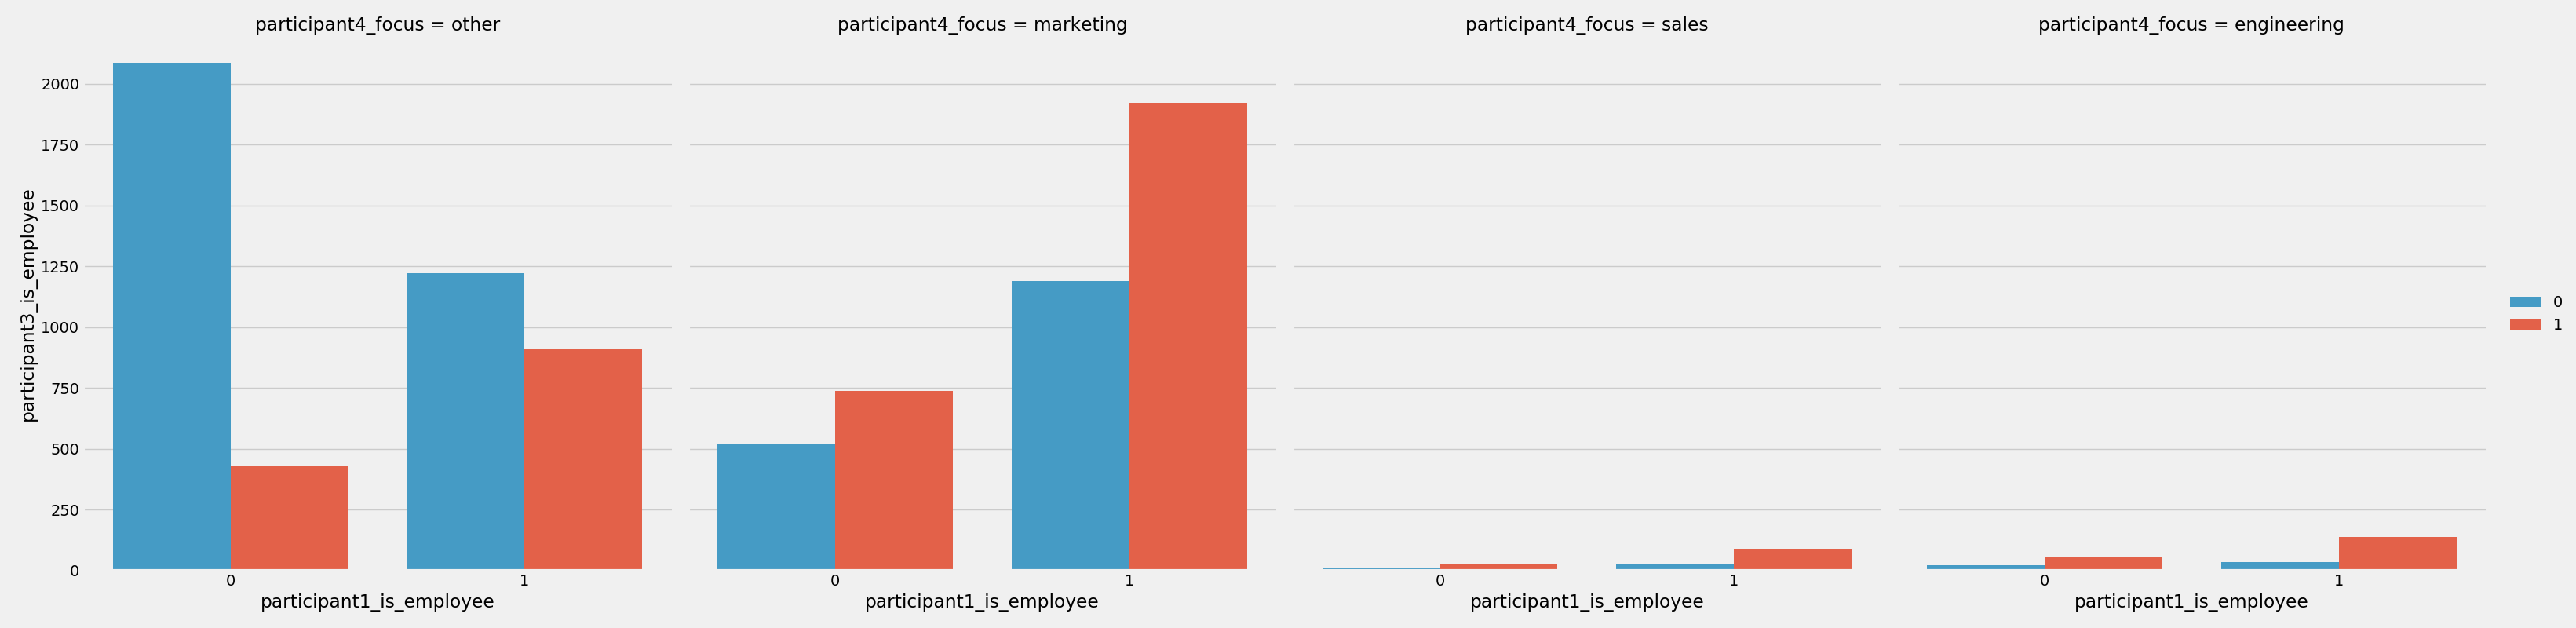 participant4_focus = other
participant4_focus = marketing
participant4_focus = sales
participant4_focus = engineering
participant3_is_employee
2000
1750
1500
1250
1000
750
500
250
0
0 1
0 1
0 1
0 1
participant1_is_employee
participant1_is_employee
participant1_is_employee
participant1_is_employee
0
1